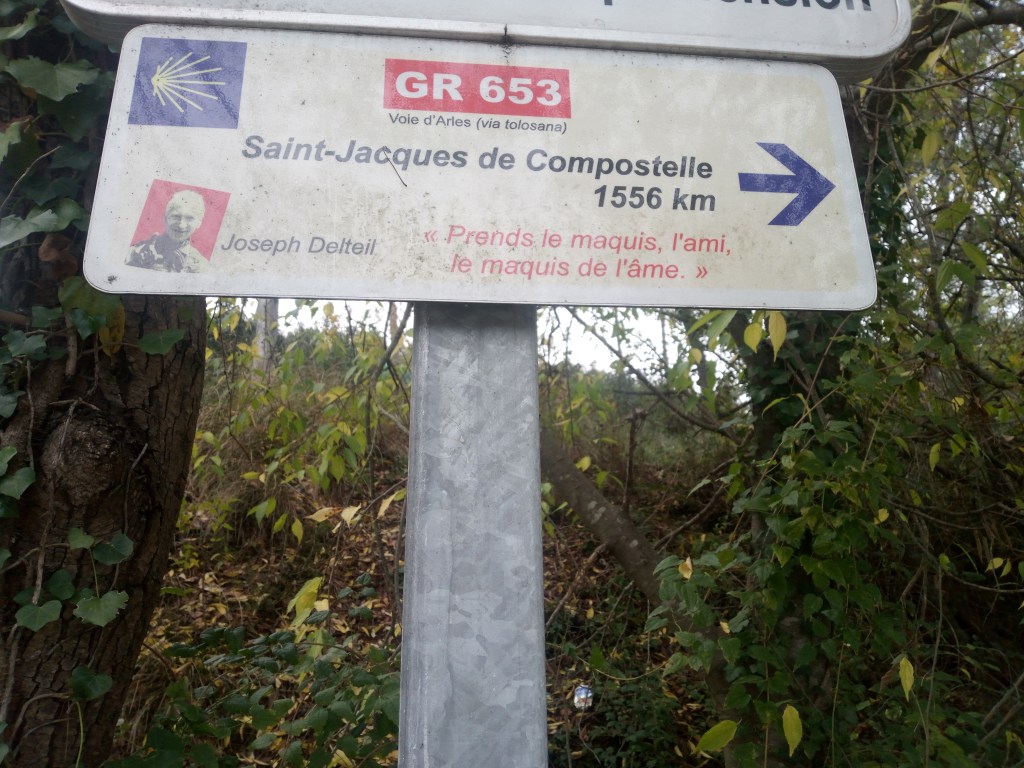 GR 653
Voie d'Arles (via tolosana)
Saint-Jacques de Compostelle
1556 km
Joseph Delteil
« Prends le maquis, l'ami,
le maquis de l'âme. »